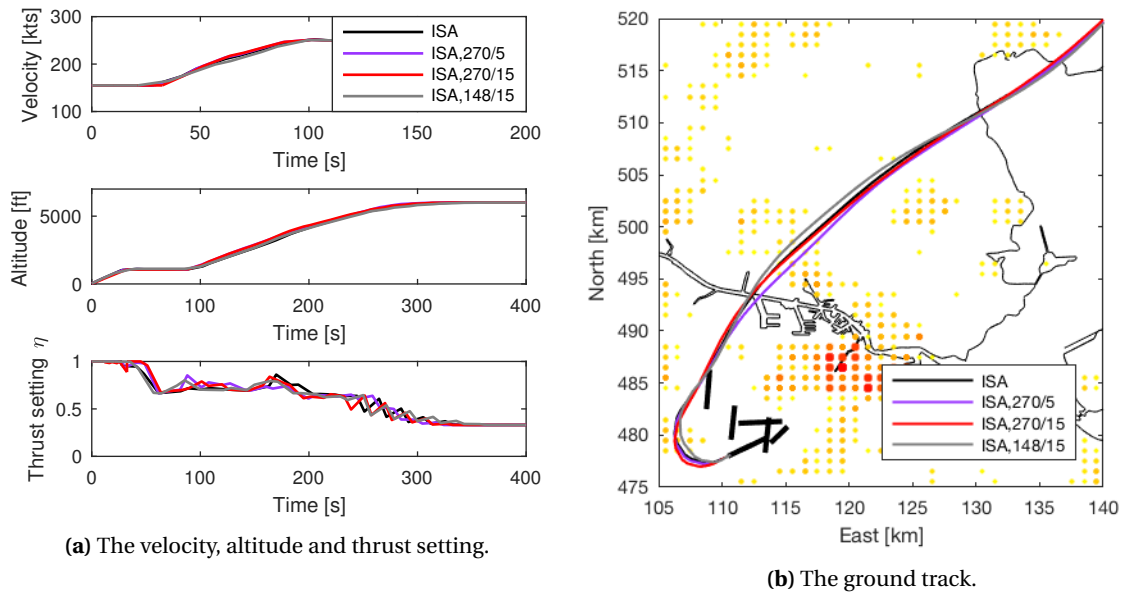 Velocity [kts]
300
200
100
0
50
100
150
200
Time [s]
ISA
ISA,270/5
ISA,270/15
ISA,148/15
Altitude [ft]
5000
0
0
100
200
300
400
Time [s]
Thrust setting η
1
0.5
0
0
100
200
300
400
Time [s]
(a) The velocity, altitude and thrust setting.
North [km]
520
515
510
505
500
495
490
485
480
475
105
110
115
120
125
130
135
140
East [km]
ISA
ISA,270/5
ISA,270/15
ISA,148/15
(b) The ground track.